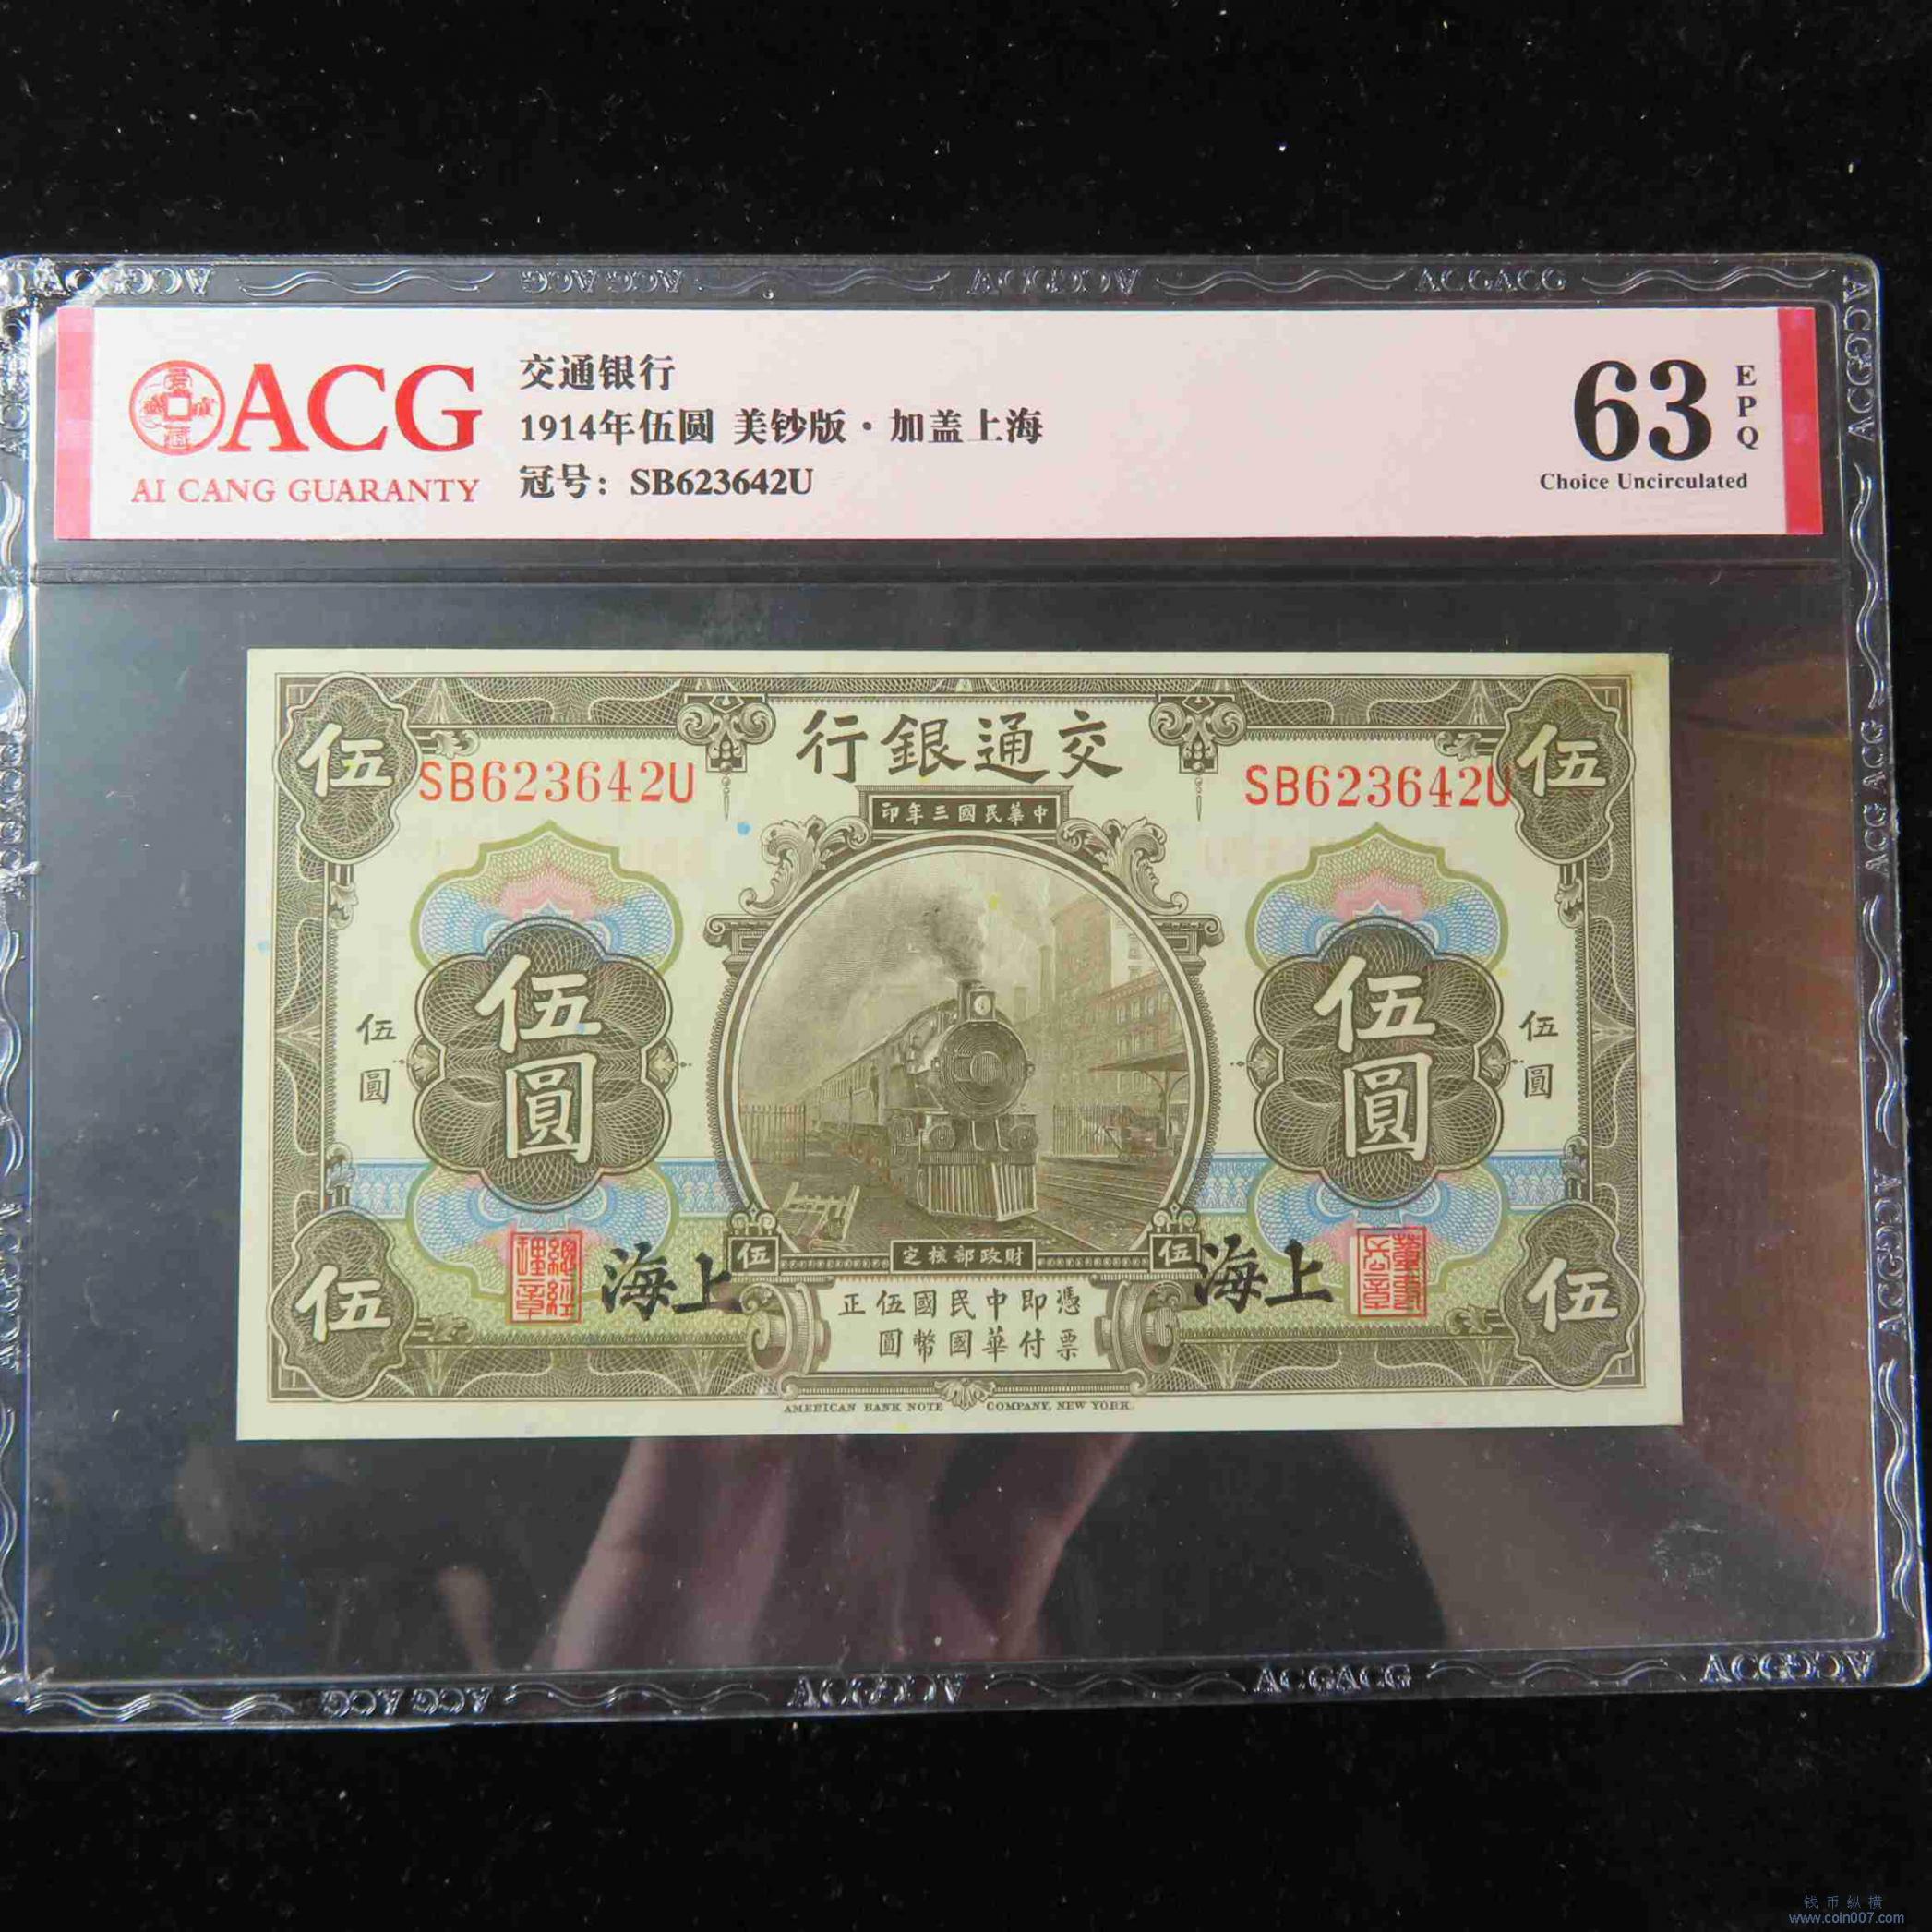 ACG
AI CANG GUARANTY
交通银行
1914年伍圆 美钞版·加盖上海
冠号：SB623642U
63
EPQ
Choice Uncirculated
行銀通交
伍
伍
SB623642U
SB623642U
印年三國民華中
伍圓
伍圓
伍圓
伍圓
伍
定核部政財
伍
海上
海上
正伍國民中即憑
圓幣國華付票
伍
伍
AMERICAN BANK NOTE COMPANY, NEW YORK.
钱币纵横
www.coin007.com